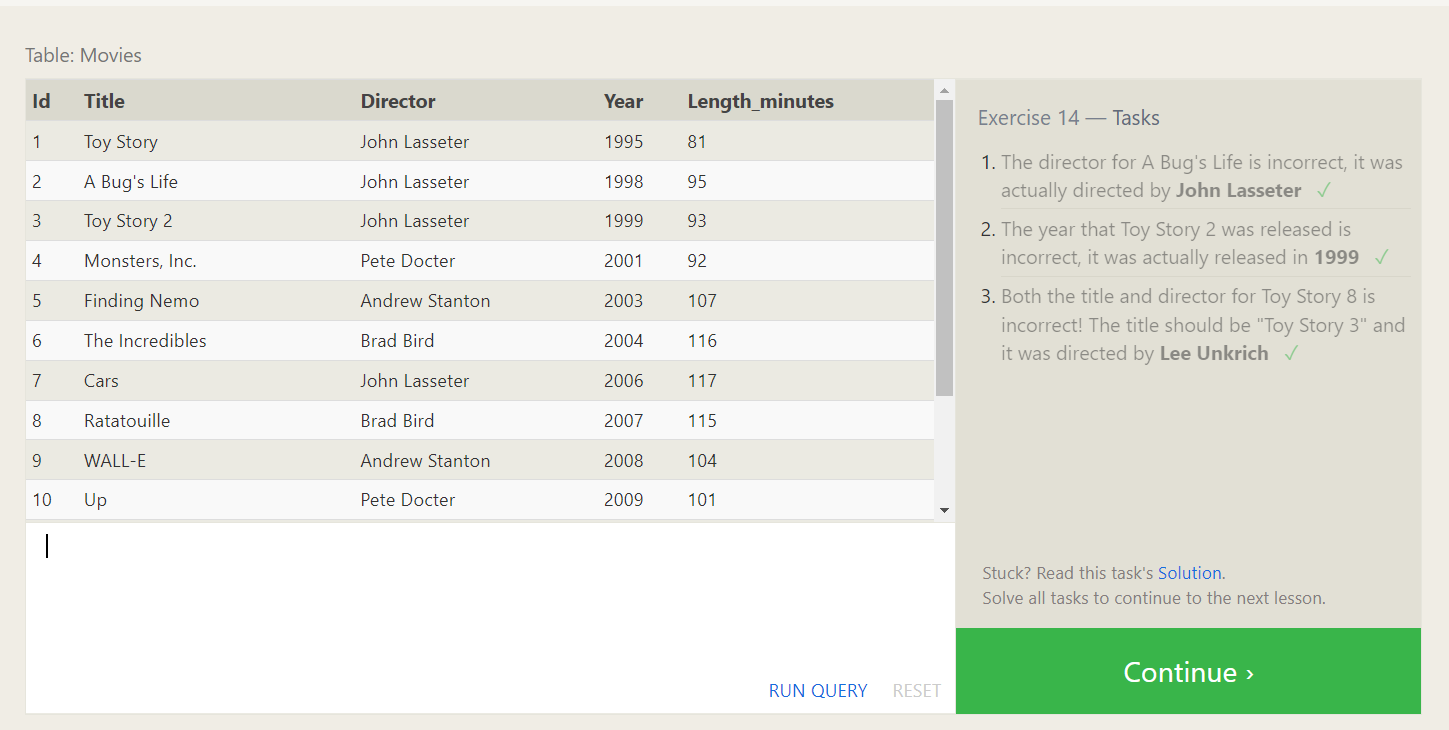 Table: Movies
Id Title Director Year Length_minutes
1 Toy Story John Lasseter 1995 81
2 A Bug's Life John Lasseter 1998 95
3 Toy Story 2 John Lasseter 1999 93
4 Monsters, Inc. Pete Docter 2001 92
5 Finding Nemo Andrew Stanton 2003 107
6 The Incredibles Brad Bird 2004 116
7 Cars John Lasseter 2006 117
8 Ratatouille Brad Bird 2007 115
9 WALL-E Andrew Stanton 2008 104
10 Up Pete Docter 2009 101
RUN QUERY RESET
Exercise 14 — Tasks
1. The director for A Bug's Life is incorrect, it was
actually directed by John Lasseter ✓
2. The year that Toy Story 2 was released is
incorrect, it was actually released in 1999 ✓
3. Both the title and director for Toy Story 8 is
incorrect! The title should be "Toy Story 3" and
it was directed by Lee Unkrich ✓
Stuck? Read this task's Solution.
Solve all tasks to continue to the next lesson.
Continue ›